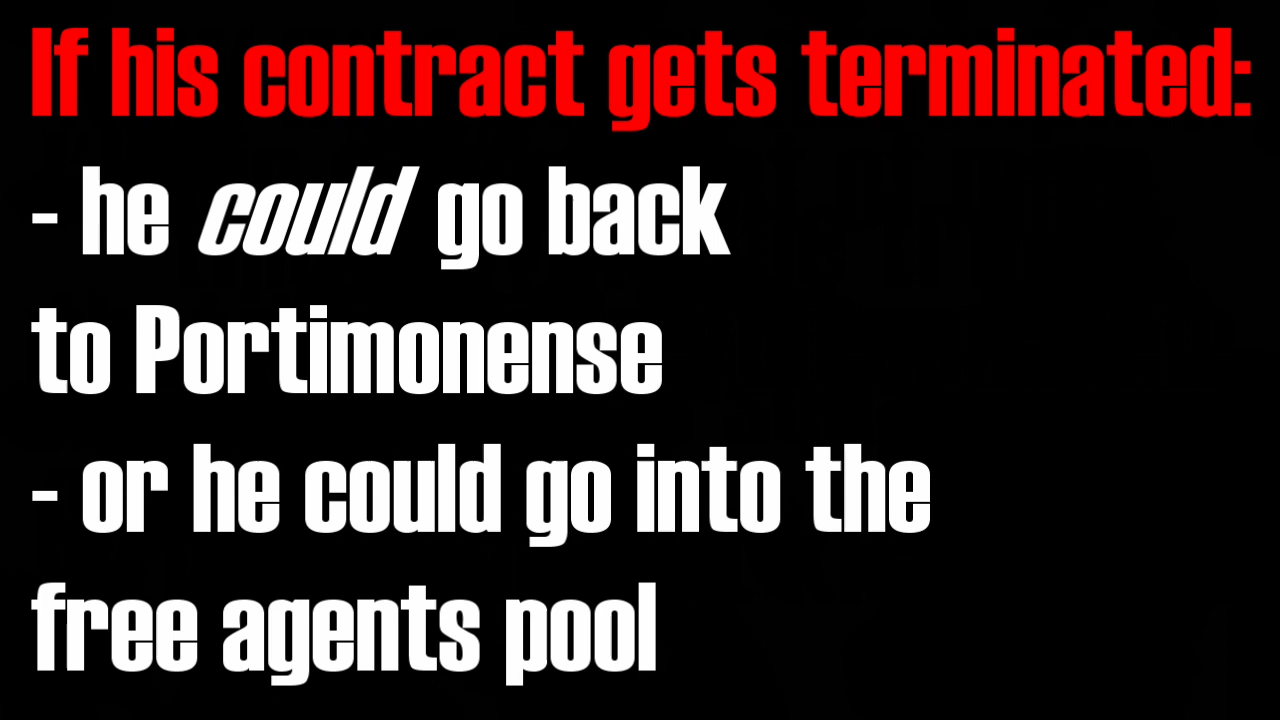 If his contract gets terminated:
- he could go back
to Portimonense
- or he could go into the
free agents pool